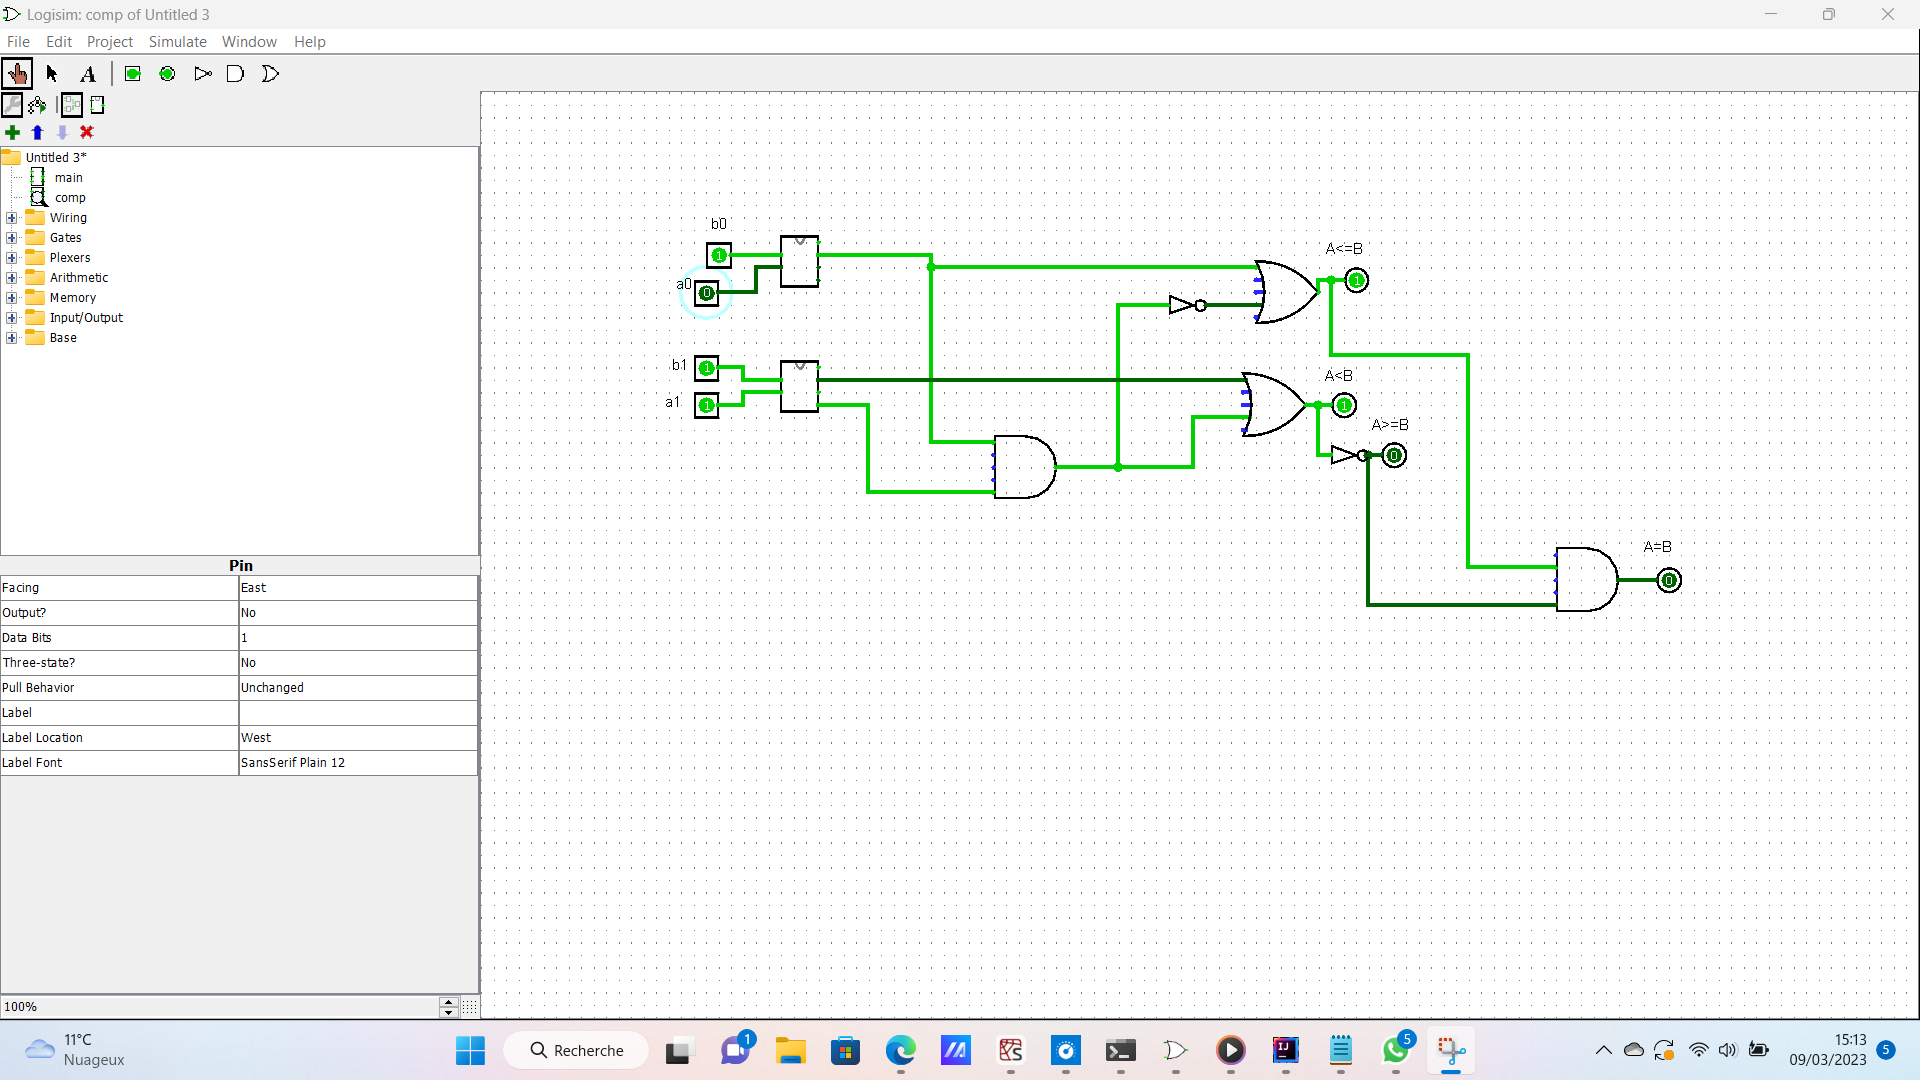 Logisim: comp of Untitled 3
File Edit Project Simulate Window Help
A
Untitled 3*
main
comp
Wiring
Gates
Plexers
Arithmetic
Memory
Input/Output
Base
Pin
Facing East
Output? No
Data Bits 1
Three-state? No
Pull Behavior Unchanged
Label
Label Location West
Label Font SansSerif Plain 12
100%
b0
1
a0
0
b1
1
a1
1
A<=B
1
A<B
1
A>=B
0
A=B
0
11°C
Nuageux
Recherche
1
IJ
5
15:13
09/03/2023
5